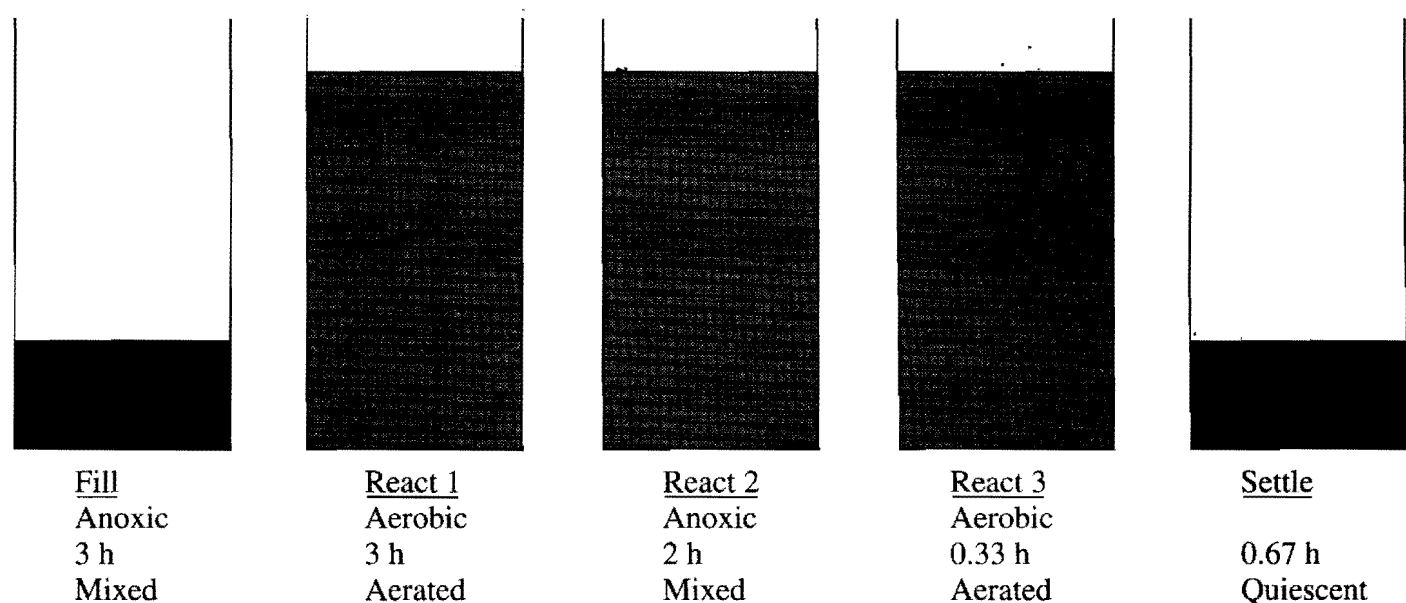 Fill
Anoxic
3 h
Mixed
React 1
Aerobic
3 h
Aerated
React 2
Anoxic
2 h
Mixed
React 3
Aerobic
0.33 h
Aerated
Settle
0.67 h
Quiescent